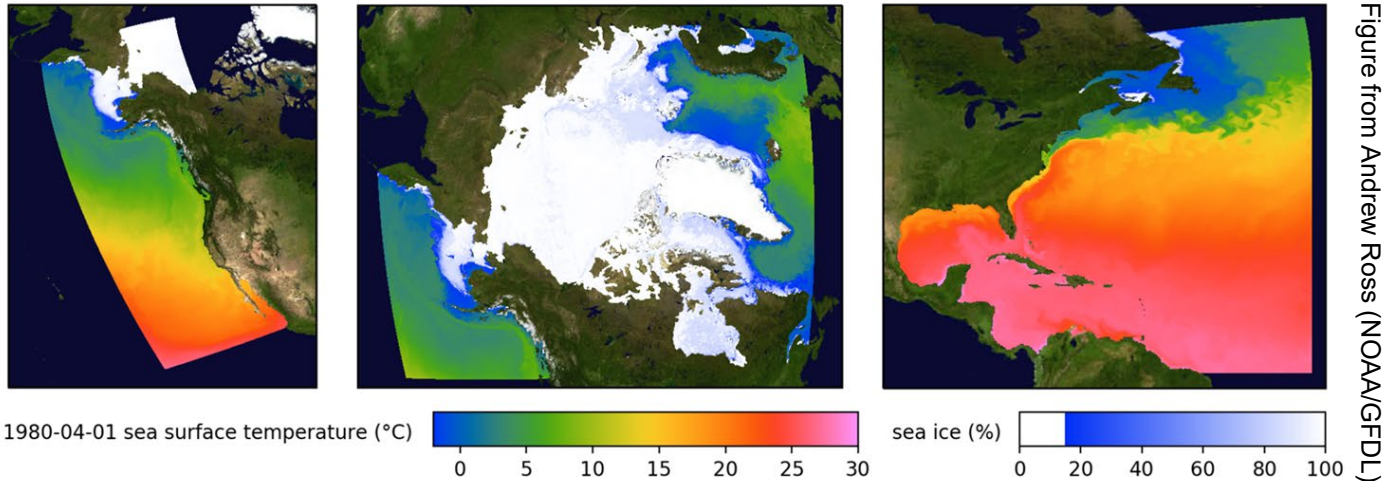 1980-04-01 sea surface temperature (°C)
0 5 10 15 20 25 30
sea ice (%)
0 20 40 60 80 100
Figure from Andrew Ross (NOAA/GFDL)